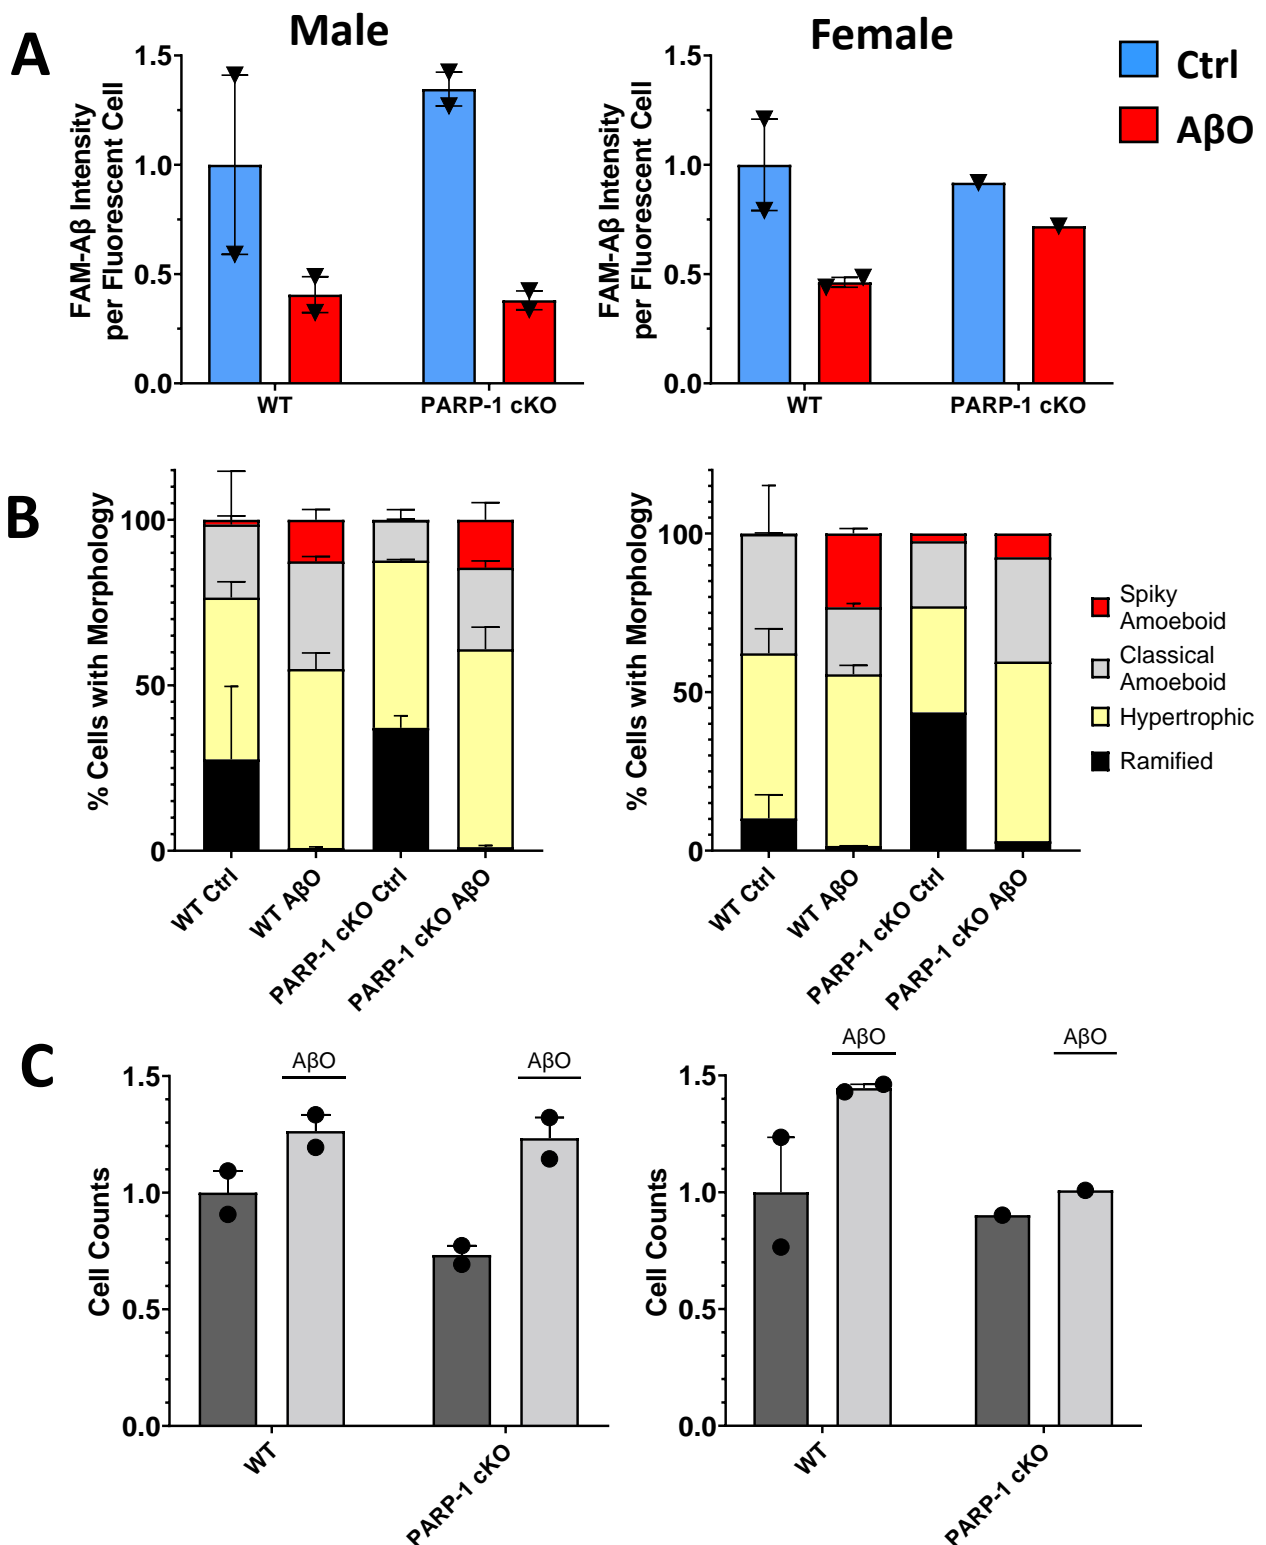 A
Male
Female
Ctrl
AβO
FAM-Aβ Intensity
per Fluorescent Cell
1.5
1.0
0.5
0.0
WT
PARP-1 cKO
FAM-Aβ Intensity
per Fluorescent Cell
1.5
1.0
0.5
0.0
WT
PARP-1 cKO
B
% Cells with Morphology
100
50
0
WT Ctrl
WT AβO
PARP-1 cKO Ctrl
PARP-1 cKO AβO
% Cells with Morphology
100
50
0
WT Ctrl
WT AβO
PARP-1 cKO Ctrl
PARP-1 cKO AβO
Spiky
Amoeboid
Classical
Amoeboid
Hypertrophic
Ramified
C
Cell Counts
1.5
1.0
0.5
0.0
AβO
AβO
WT
PARP-1 cKO
Cell Counts
1.5
1.0
0.5
0.0
AβO
AβO
WT
PARP-1 cKO